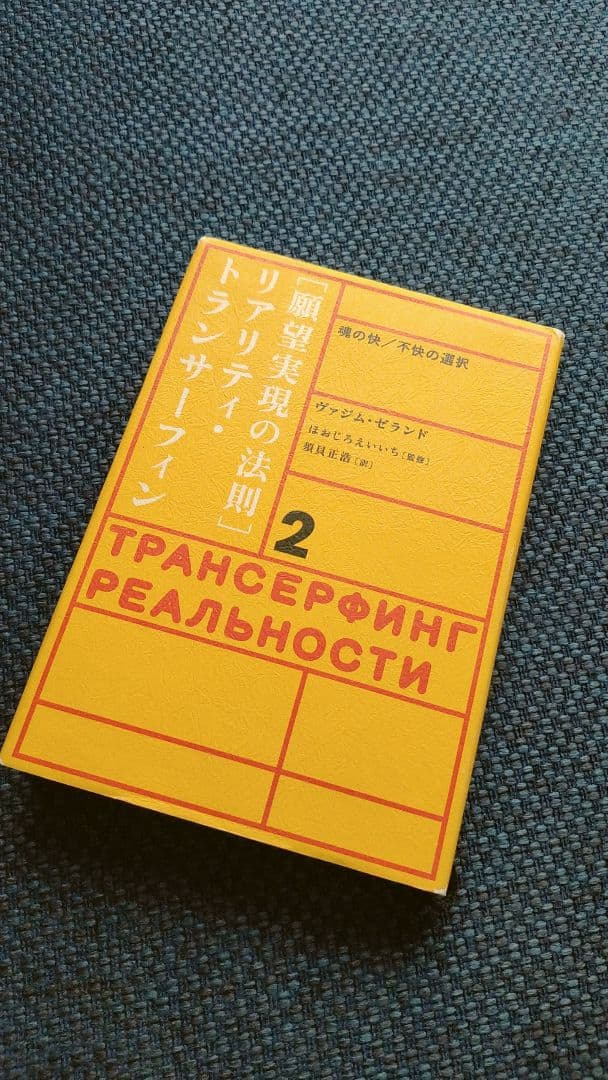 [願望実現の法則]
リアリティ・
トランサーフィン
魂の快／不快の選択
ヴァジム・ゼランド
ほおじろえいいち[監修]
須貝正浩[訳]
2
ТРАНСЕРФИНГ
РЕАЛЬНОСТИ